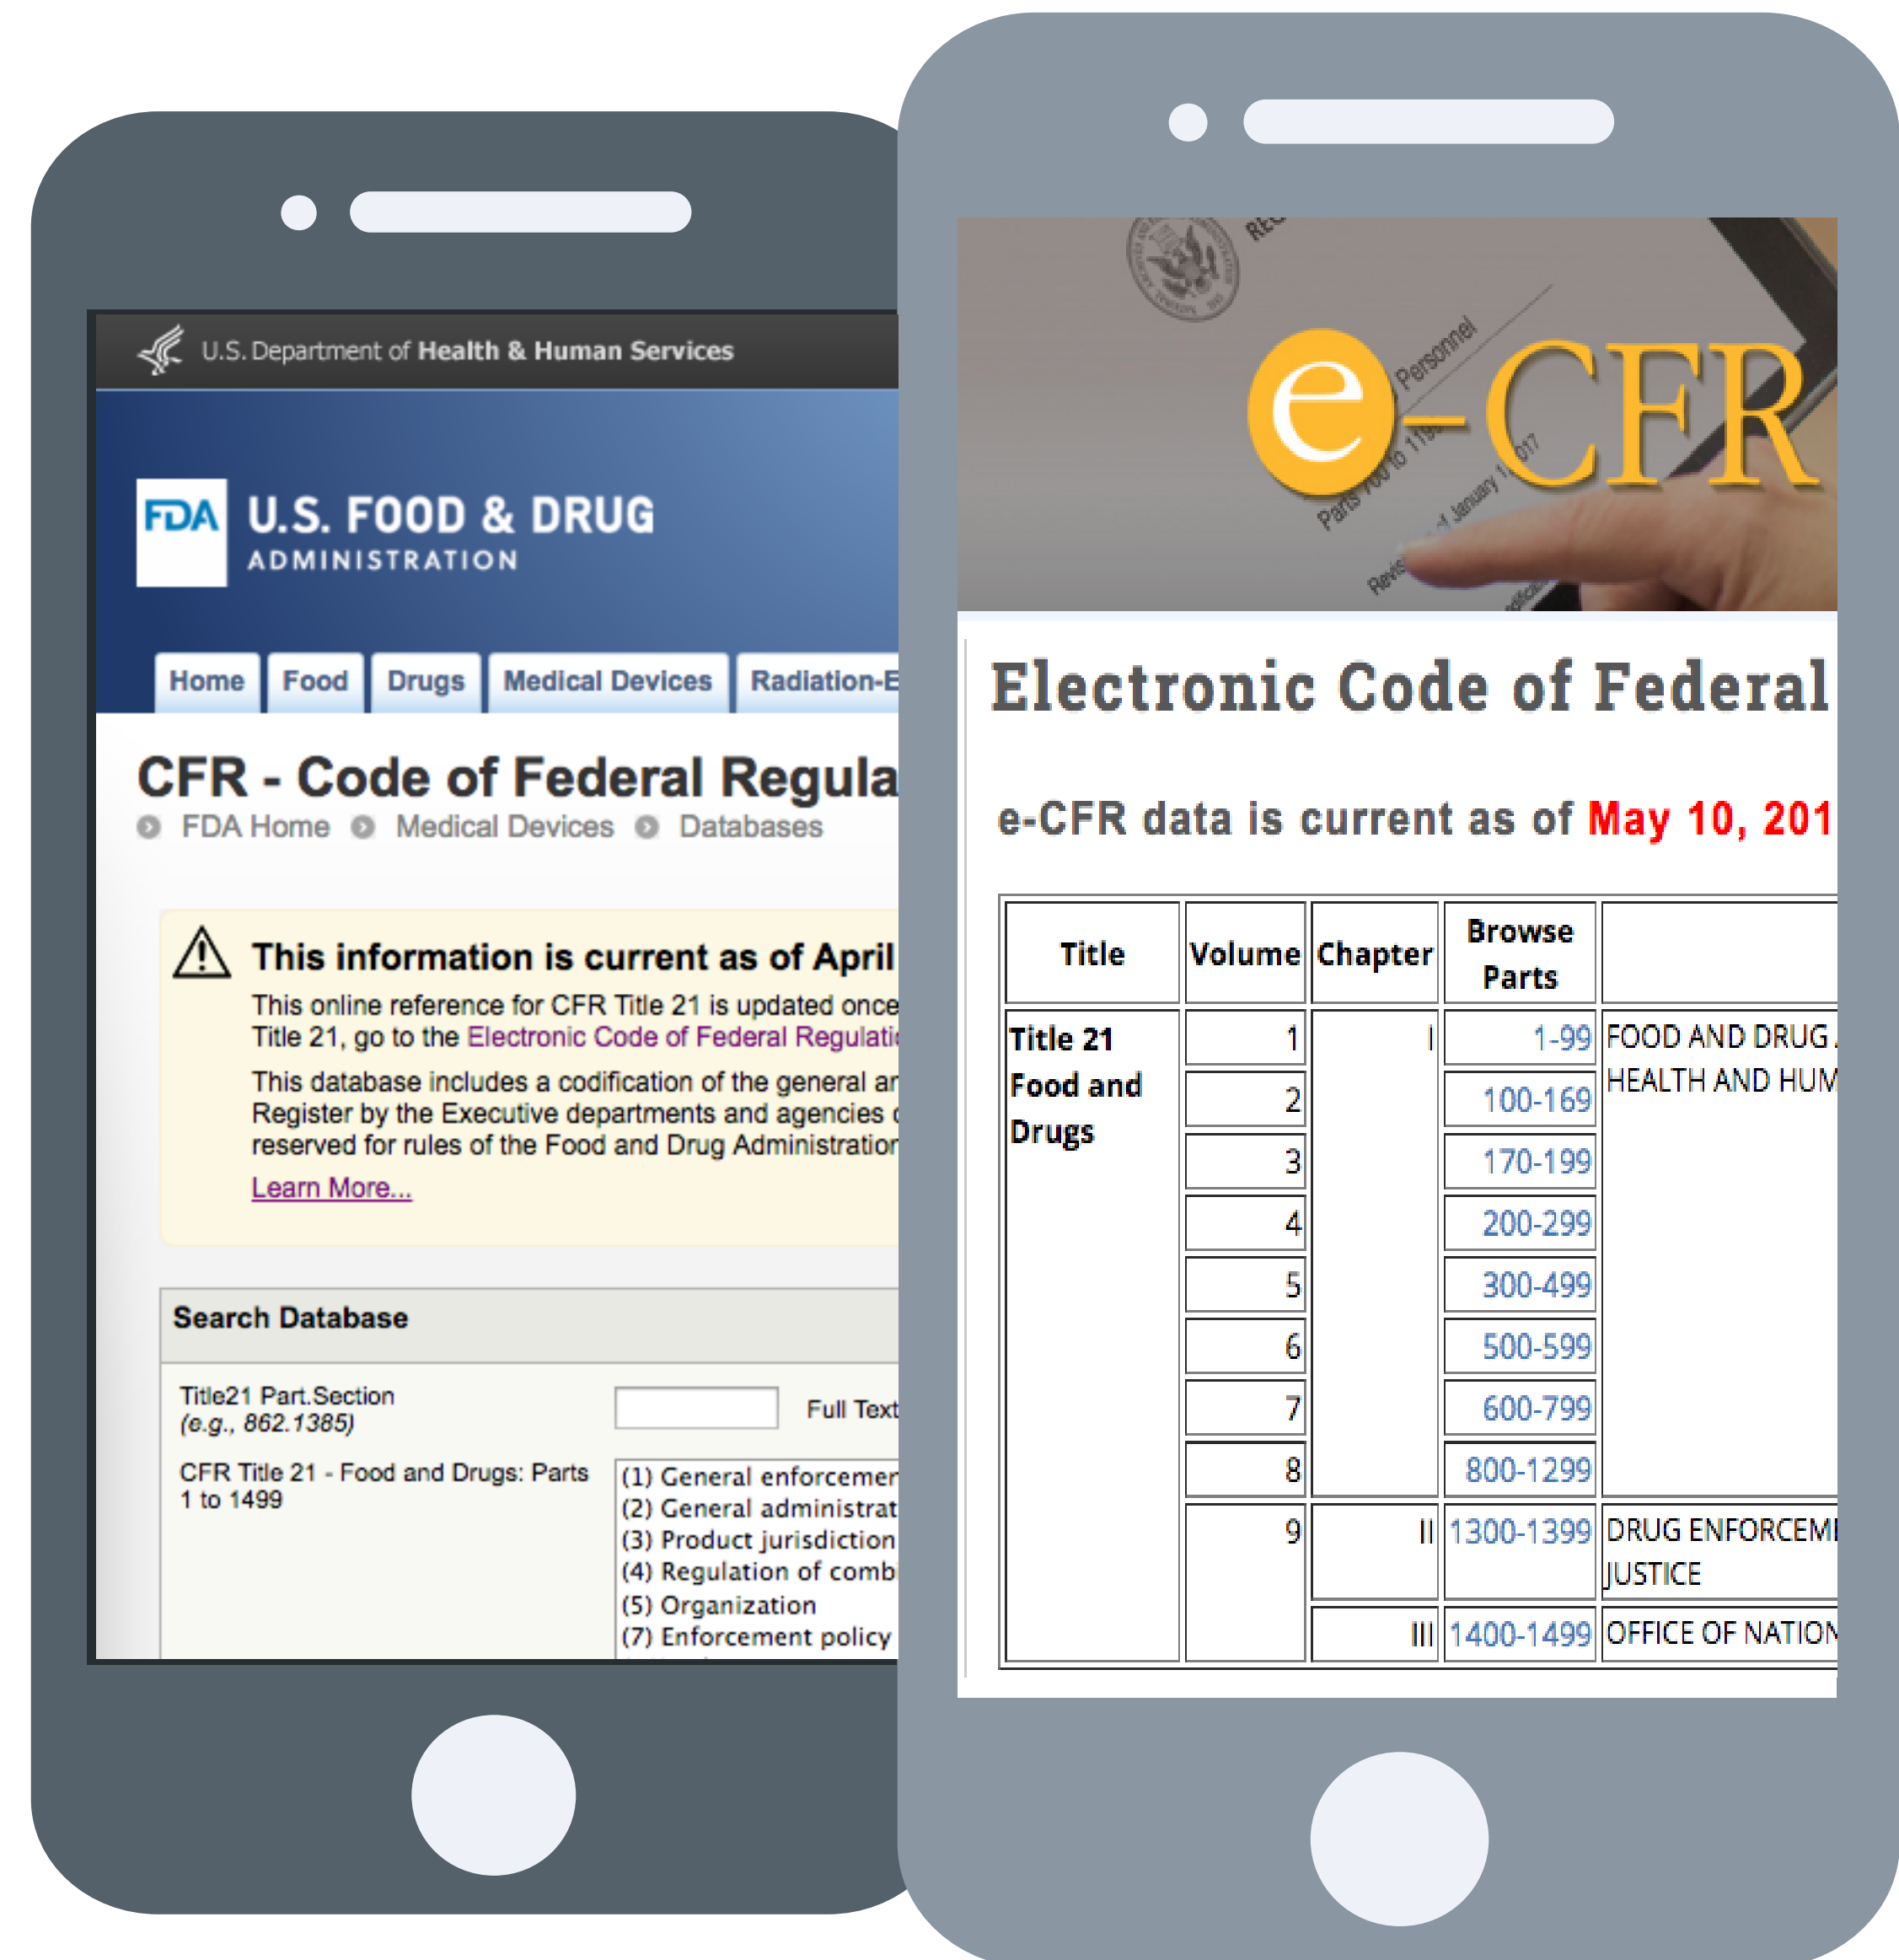 U.S. Department of Health & Human Services
FDA
U.S. FOOD & DRUG
ADMINISTRATION
Home Food Drugs Medical Devices Radiation-E
CFR - Code of Federal Regula
FDA Home Medical Devices Databases
This information is current as of April
This online reference for CFR Title 21 is updated once
Title 21, go to the Electronic Code of Federal Regulati
This database includes a codification of the general ar
Register by the Executive departments and agencies
reserved for rules of the Food and Drug Administration
Learn More...
Search Database
Title21 Part.Section
(e.g., 862.1385)
Full Text
CFR Title 21 - Food and Drugs: Parts
1 to 1499
(1) General enforcemer
(2) General administrat
(3) Product jurisdiction
(4) Regulation of combi
(5) Organization
(7) Enforcement policy
Personnel
Parts 700 to
January 1,
e-CFR
Electronic Code of Federal
e-CFR data is current as of May 10, 201
Title Volume Chapter Browse
Parts
Title 21 1 I 1-99 FOOD AND DRUG
Food and 2 100-169 HEALTH AND HUM
Drugs 3 170-199
4 200-299
5 300-499
6 500-599
7 600-799
8 800-1299
9 II 1300-1399 DRUG ENFORCEM
JUSTICE
III 1400-1499 OFFICE OF NATION